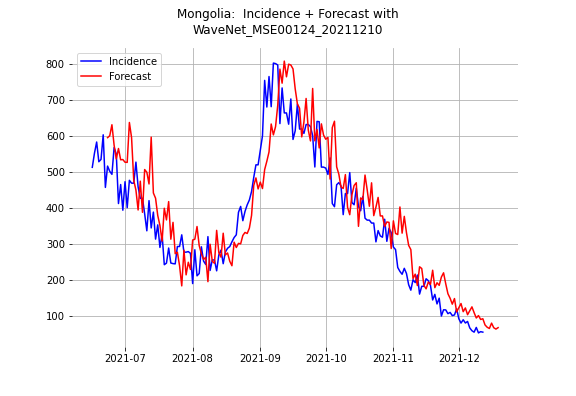 Mongolia:  Incidence + Forecast with
WaveNet_MSE00124_20211210
Incidence
Forecast
800
700
600
500
400
300
200
100
2021-07 2021-08 2021-09 2021-10 2021-11 2021-12